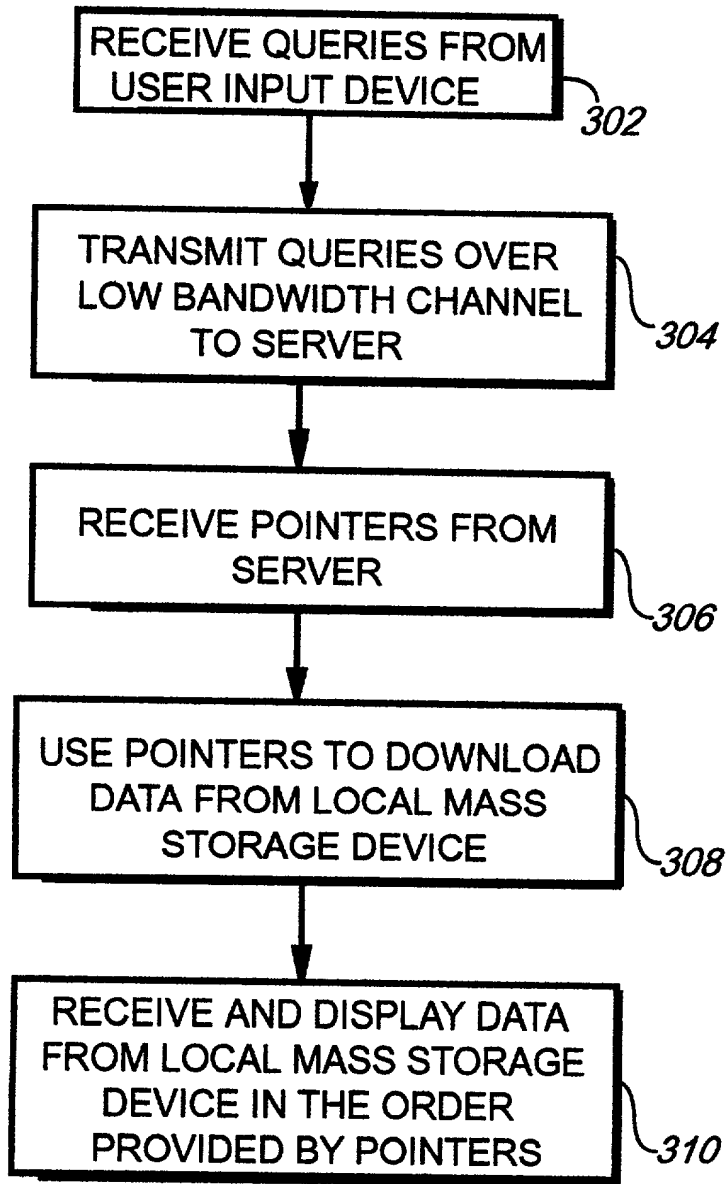 RECEIVE QUERIES FROM
USER INPUT DEVICE
302
TRANSMIT QUERIES OVER
LOW BANDWIDTH CHANNEL
TO SERVER
304
RECEIVE POINTERS FROM
SERVER
306
USE POINTERS TO DOWNLOAD
DATA FROM LOCAL MASS
STORAGE DEVICE
308
RECEIVE AND DISPLAY DATA
FROM LOCAL MASS STORAGE
DEVICE IN THE ORDER
PROVIDED BY POINTERS
310